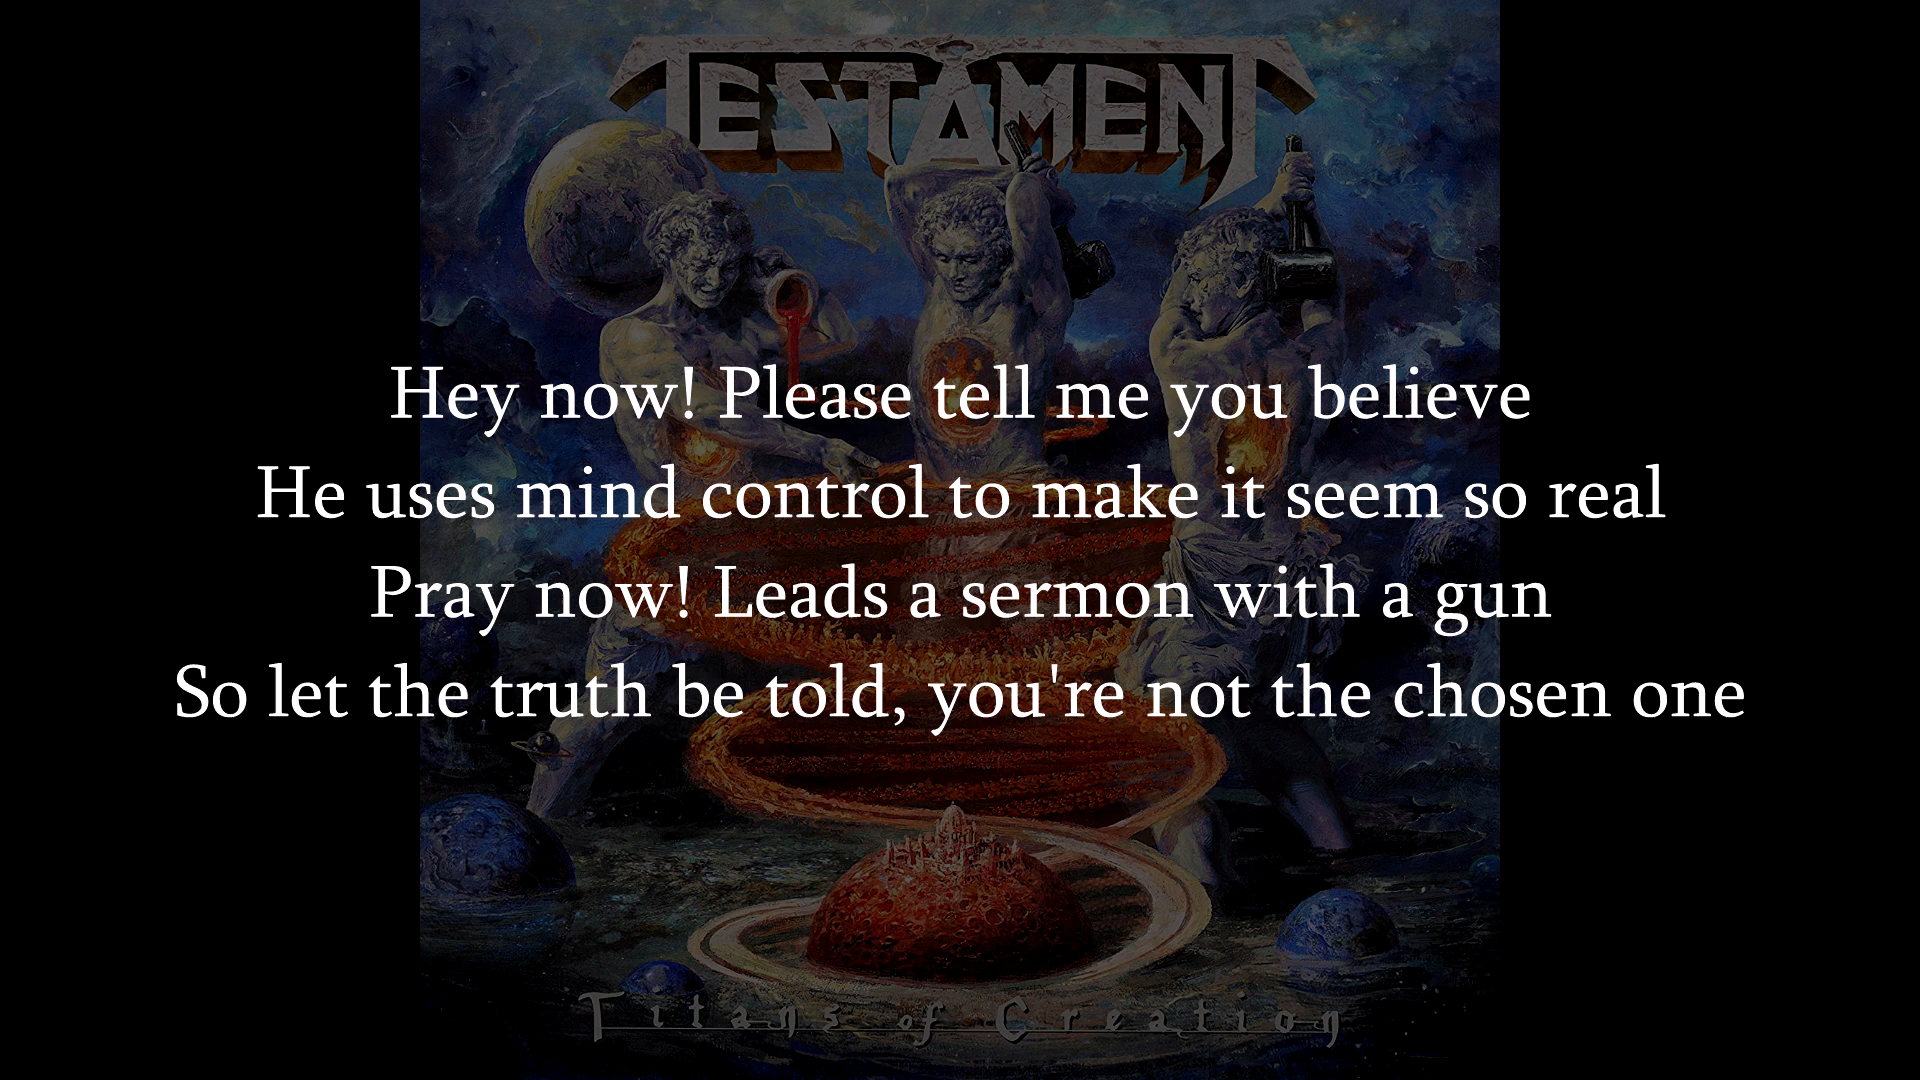 TESTAMENT
Hey now! Please tell me you believe
He uses mind control to make it seem so real
Pray now! Leads a sermon with a gun
So let the truth be told, you're not the chosen one
Titans of Creation